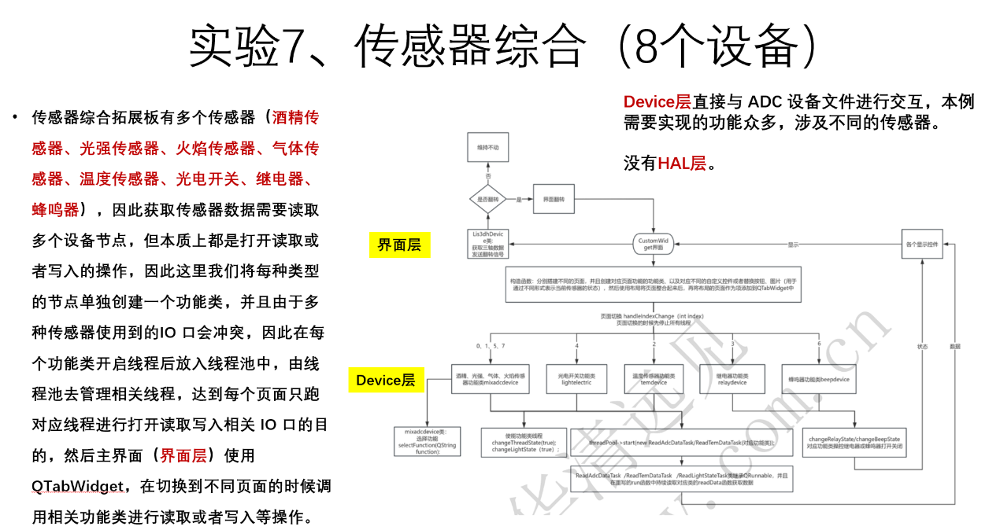 实验7、传感器综合（8个设备）
• 传感器综合拓展板有多个传感器（酒精传
感器、光强传感器、火焰传感器、气体传
感器、温度传感器、光电开关、继电器、
蜂鸣器），因此获取传感器数据需要读取
多个设备节点，但本质上都是打开读取或
者写入的操作，因此这里我们将每种类型
的节点单独创建一个功能类，并且由于多
种传感器使用到的IO 口会冲突，因此在每
个功能类开启线程后放入线程池中，由线
程池去管理相关线程，达到每个页面只跑
对应线程进行打开读取写入相关 IO 口的目
的，然后主界面（界面层）使用
QTabWidget，在切换到不同页面的时候调
用相关功能类进行读取或者写入等操作。
Device层直接与 ADC 设备文件进行交互，本例
需要实现的功能众多，涉及不同的传感器。
没有HAL层。
维持不动
否
是否翻转
是
界面翻转
界面层
Lis3dhDevic
e类:
获取三轴数据
发送翻转信号
CustomWid
get界面
显示
各个显示控件
构造函数：分别搭建不同的页面，并且创建对应页面功能的功能类，以及对应不同的自定义控件或者替换按钮、图片（用于
通过不同形式表示当前传感器的状态），然后使用布局将页面整合起来后，再将布局的页面作为项添加到QTabWidget中
页面切换 handleIndexChange（int index）
页面切换的时候先停止所有线程
0、1、5、7
4
2
3
6
状态
数据
Device层
酒精、光强、气体、火焰传感
器功能类mixadcdevice
光电开关功能类
lightelectric
温度传感器功能类
temdevice
继电器功能类
relaydevice
蜂鸣器功能类beepdevice
mixadcdevice类:
选择功能
selectFunction(QString
function):
使能功能类线程
changeThreadState(true);
changeLightState（true）;
threadPool->start(new ReadAdcDataTask/ReadTemDataTask(对应功能类));
changeRelayState/changeBeepState
对应功能类操控继电器或蜂鸣器打开关闭
ReadAdcDataTask /ReadTemDataTask /ReadLightStateTask类继承QRunnable，并且
在重写的run函数中持续读取对应类的readData函数获取数据
华清远见